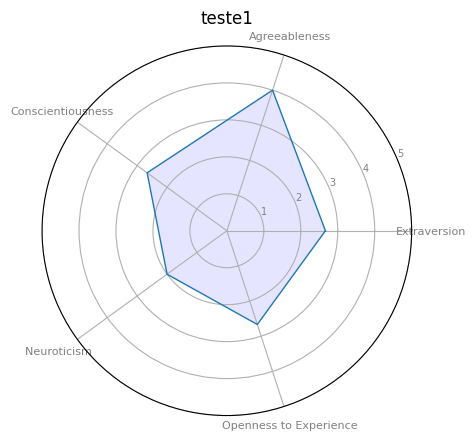 teste1
Agreeableness
Conscientiousness
5
4
3
2
1
Extraversion
Neuroticism
Openness to Experience